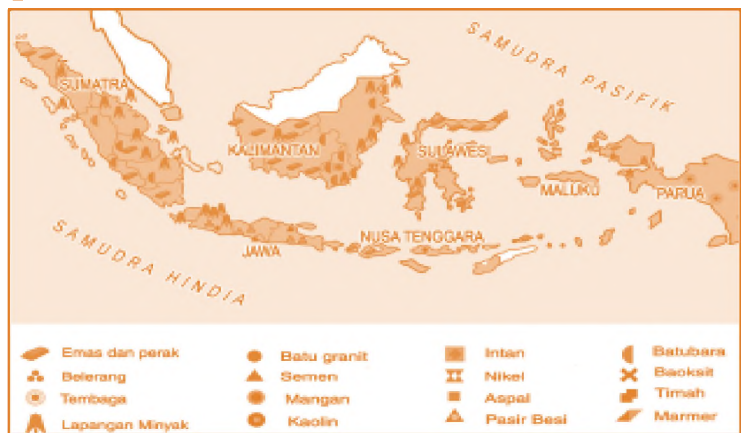 SAMUDRA PASIFIK
SUMATRA
KALIMANTAN
SULAWESI
MALUKU
PARUA
SAMUDRA HINDIA
JAWA
NUSA TENGGARA
Emas dan perak
Belerang
Tembaga
Lapangan Minyak
Batu granit
Semen
Mangan
Kaolin
Intan
Nikel
Aspal
Pasir Besi
Batubara
Baoksit
Timah
Marmer